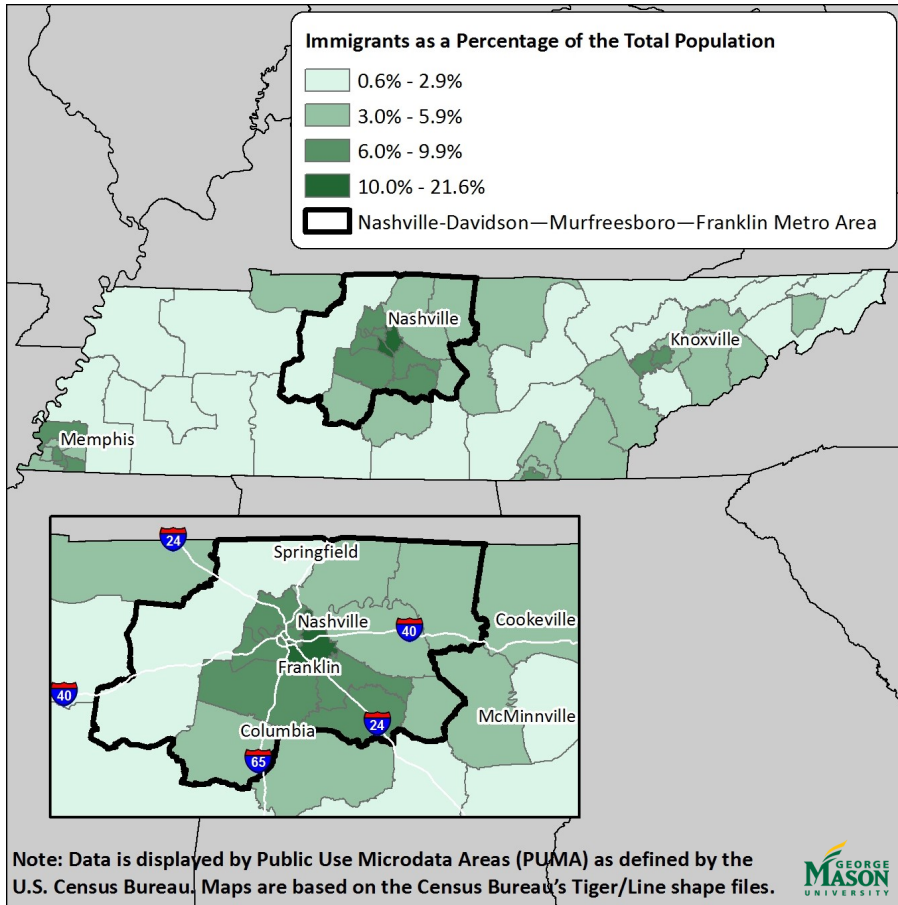 Immigrants as a Percentage of the Total Population
0.6% - 2.9%
3.0% - 5.9%
6.0% - 9.9%
10.0% - 21.6%
Nashville-Davidson—Murfreesboro—Franklin Metro Area
Nashville
Knoxville
Memphis
24
Springfield
Nashville
40
Cookeville
Franklin
40
McMinnville
Columbia
24
65
Note: Data is displayed by Public Use Microdata Areas (PUMA) as defined by the
U.S. Census Bureau. Maps are based on the Census Bureau's Tiger/Line shape files.
GEORGE
MASON
UNIVERSITY